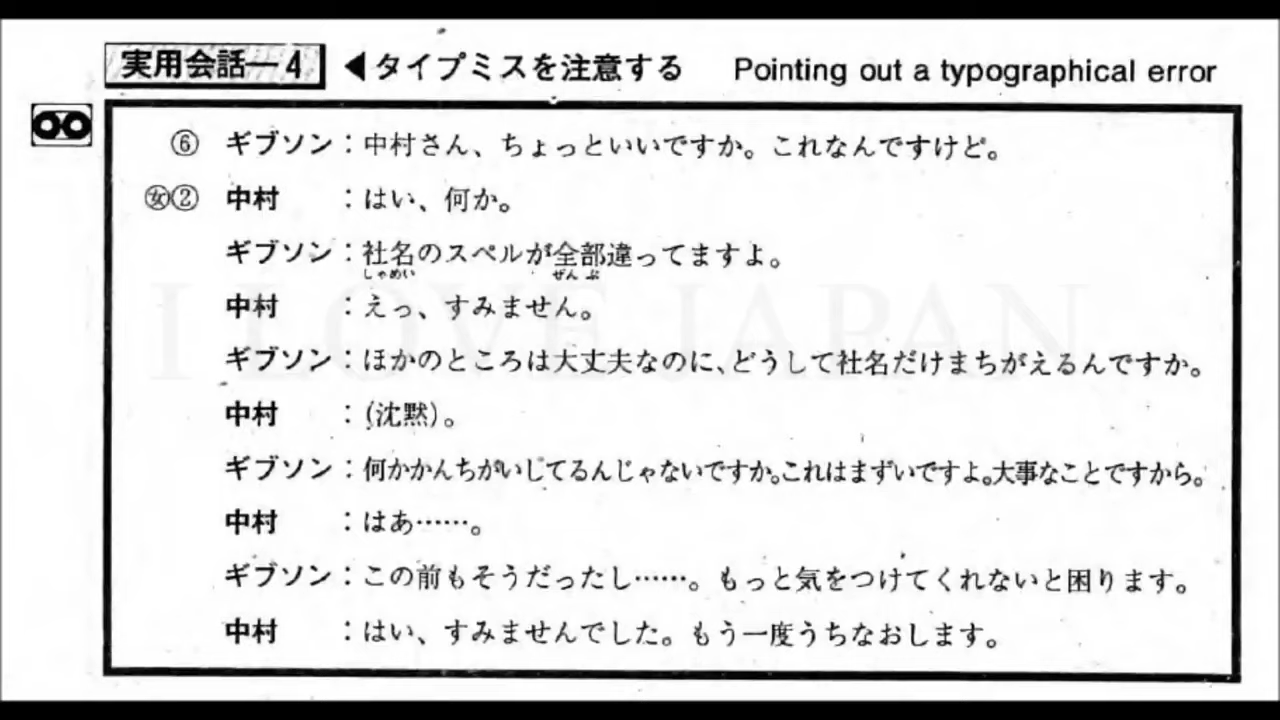 実用会話―4 ◀タイプミスを注意する Pointing out a typographical error
⑥ ギブソン：中村さん、ちょっといいですか。これなんですけど。
㊛② 中村：はい、何か。
ギブソン：社名のスペルが全部違ってますよ。
しゃめい ぜんぶ
中村：えっ、すみません。
ギブソン：ほかのところは大丈夫なのに、どうして社名だけまちがえるんですか。
中村：(沈黙)。
ギブソン：何かかんちがいしてるんじゃないですか。これはまずいですよ。大事なことですから。
中村：はあ……。
ギブソン：この前もそうだったし……。もっと気をつけてくれないと困ります。
中村：はい、すみませんでした。もう一度うちなおします。
I LOVE JAPAN